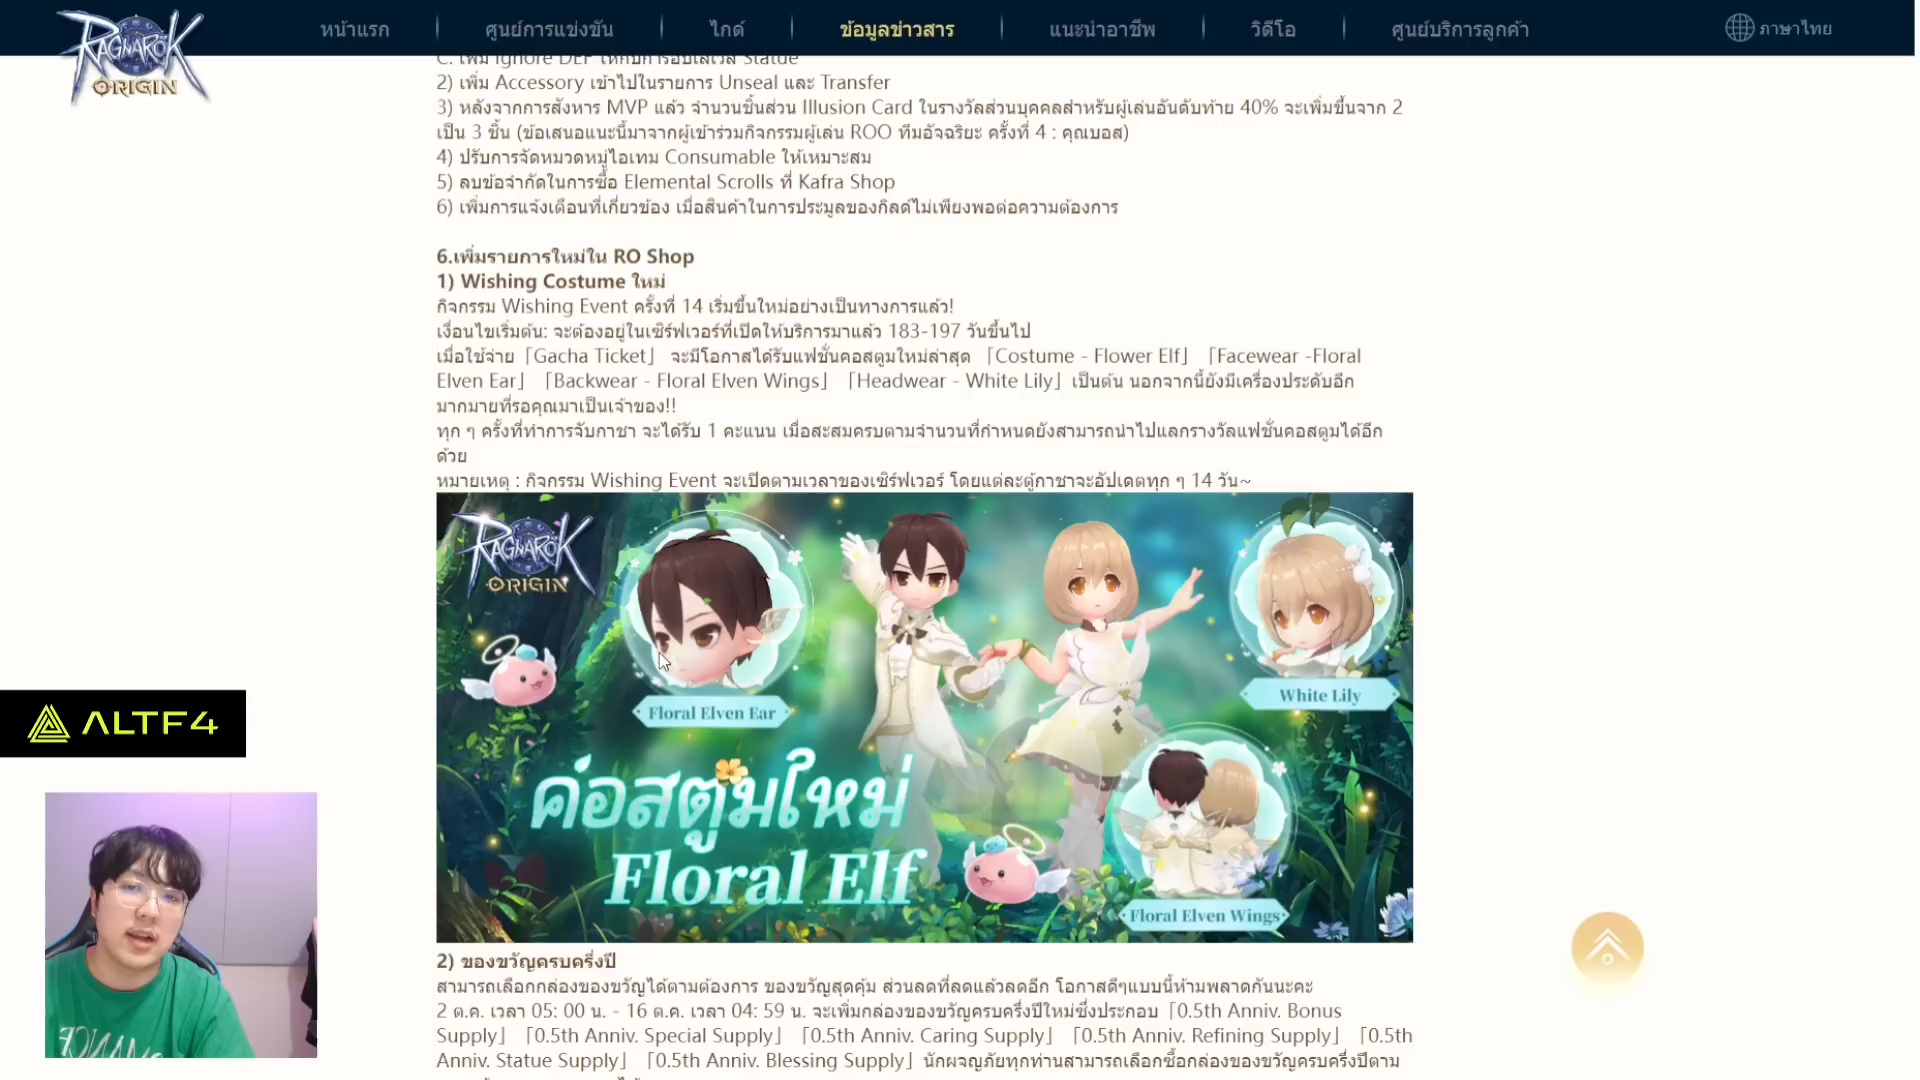 RAGNAROK
ORIGIN
หน้าแรก
ศูนย์การแข่งขัน
ไกด์
ข้อมูลข่าวสาร
แนะนำอาชีพ
วิดีโอ
ศูนย์บริการลูกค้า
ภาษาไทย
C. เพิ่ม Ignore DEF ให้กับการอัปเลเวล Statue
2) เพิ่ม Accessory เข้าไปในรายการ Unseal และ Transfer
3) หลังจากการสังหาร MVP แล้ว จำนวนชิ้นส่วน Illusion Card ในรางวัลส่วนบุคคลสำหรับผู้เล่นอันดับท้าย 40% จะเพิ่มขึ้นจาก 2
เป็น 3 ชิ้น (ข้อเสนอแนะนี้มาจากผู้เข้าร่วมกิจกรรมผู้เล่น ROO ทีมอัจฉริยะ ครั้งที่ 4 : คุณบอส)
4) ปรับการจัดหมวดหมู่ไอเทม Consumable ให้เหมาะสม
5) ลบข้อจำกัดในการซื้อ Elemental Scrolls ที่ Kafra Shop
6) เพิ่มการแจ้งเตือนที่เกี่ยวข้อง เมื่อสินค้าในการประมูลของกิลด์ไม่เพียงพอต่อความต้องการ
6.เพิ่มรายการใหม่ใน RO Shop
1) Wishing Costume ใหม่
กิจกรรม Wishing Event ครั้งที่ 14 เริ่มขึ้นใหม่อย่างเป็นทางการแล้ว!
เงื่อนไขเริ่มต้น: จะต้องอยู่ในเซิร์ฟเวอร์ที่เปิดให้บริการมาแล้ว 183-197 วันขึ้นไป
เมื่อใช้จ่าย「Gacha Ticket」 จะมีโอกาสได้รับแฟชั่นคอสตูมใหม่ล่าสุด 「Costume - Flower Elf」「Facewear -Floral
Elven Ear」「Backwear - Floral Elven Wings」「Headwear - White Lily」เป็นต้น นอกจากนี้ยังมีเครื่องประดับอีก
มากมายที่รอคุณมาเป็นเจ้าของ!!
ทุก ๆ ครั้งที่ทำการจับกาชา จะได้รับ 1 คะแนน เมื่อสะสมครบตามจำนวนที่กำหนดยังสามารถนำไปแลกรางวัลแฟชั่นคอสตูมได้อีก
ด้วย
หมายเหตุ : กิจกรรม Wishing Event จะเปิดตามเวลาของเซิร์ฟเวอร์ โดยแต่ละตู้กาชาจะอัปเดตทุก ๆ 14 วัน~
RAGNAROK
ORIGIN
Floral Elven Ear
White Lily
คอสตูมใหม่
Floral Elf
Floral Elven Wings
ALTF4
2) ของขวัญครบครึ่งปี
สามารถเลือกกล่องของขวัญได้ตามต้องการ ของขวัญสุดคุ้ม ส่วนลดที่ลดแล้วลดอีก โอกาสดีๆแบบนี้ห้ามพลาดกันนะคะ
2 ต.ค. เวลา 05: 00 น. - 16 ต.ค. เวลา 04: 59 น. จะเพิ่มกล่องของขวัญครบครึ่งปีใหม่ซึ่งประกอบ「0.5th Anniv. Bonus
Supply」「0.5th Anniv. Special Supply」「0.5th Anniv. Caring Supply」「0.5th Anniv. Refining Supply」「0.5th
Anniv. Statue Supply」「0.5th Anniv. Blessing Supply」นักผจญภัยทุกท่านสามารถเลือกซื้อกล่องของขวัญครบครึ่งปีตาม